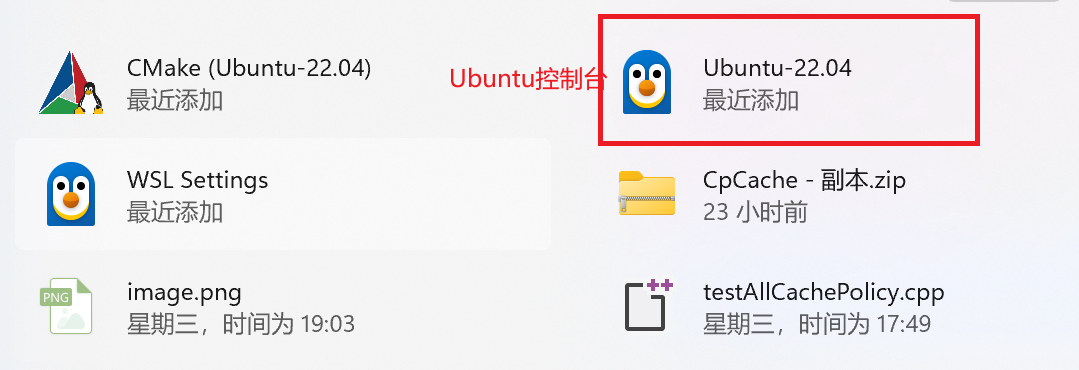 CMake (Ubuntu-22.04)
最近添加
Ubuntu控制台
Ubuntu-22.04
最近添加
WSL Settings
最近添加
CpCache - 副本.zip
23 小时前
PNG
image.png
星期三，时间为 19:03
testAllCachePolicy.cpp
星期三，时间为 17:49